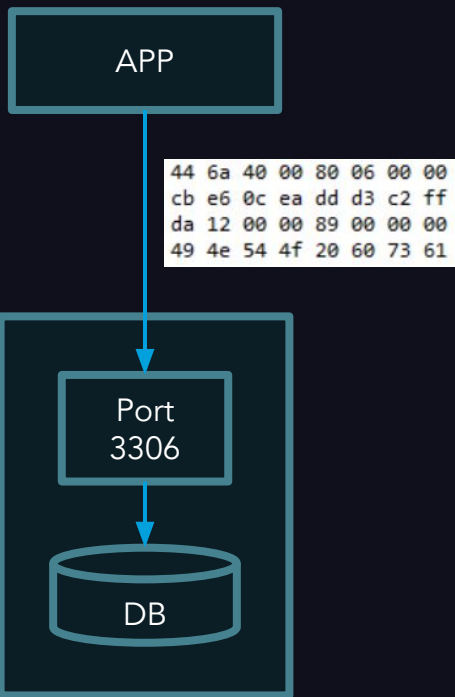 APP
44 6a 40 00 80 06 00 00
cb e6 0c ea dd d3 c2 ff
da 12 00 00 89 00 00 00
49 4e 54 4f 20 60 73 61
Port
3306
DB